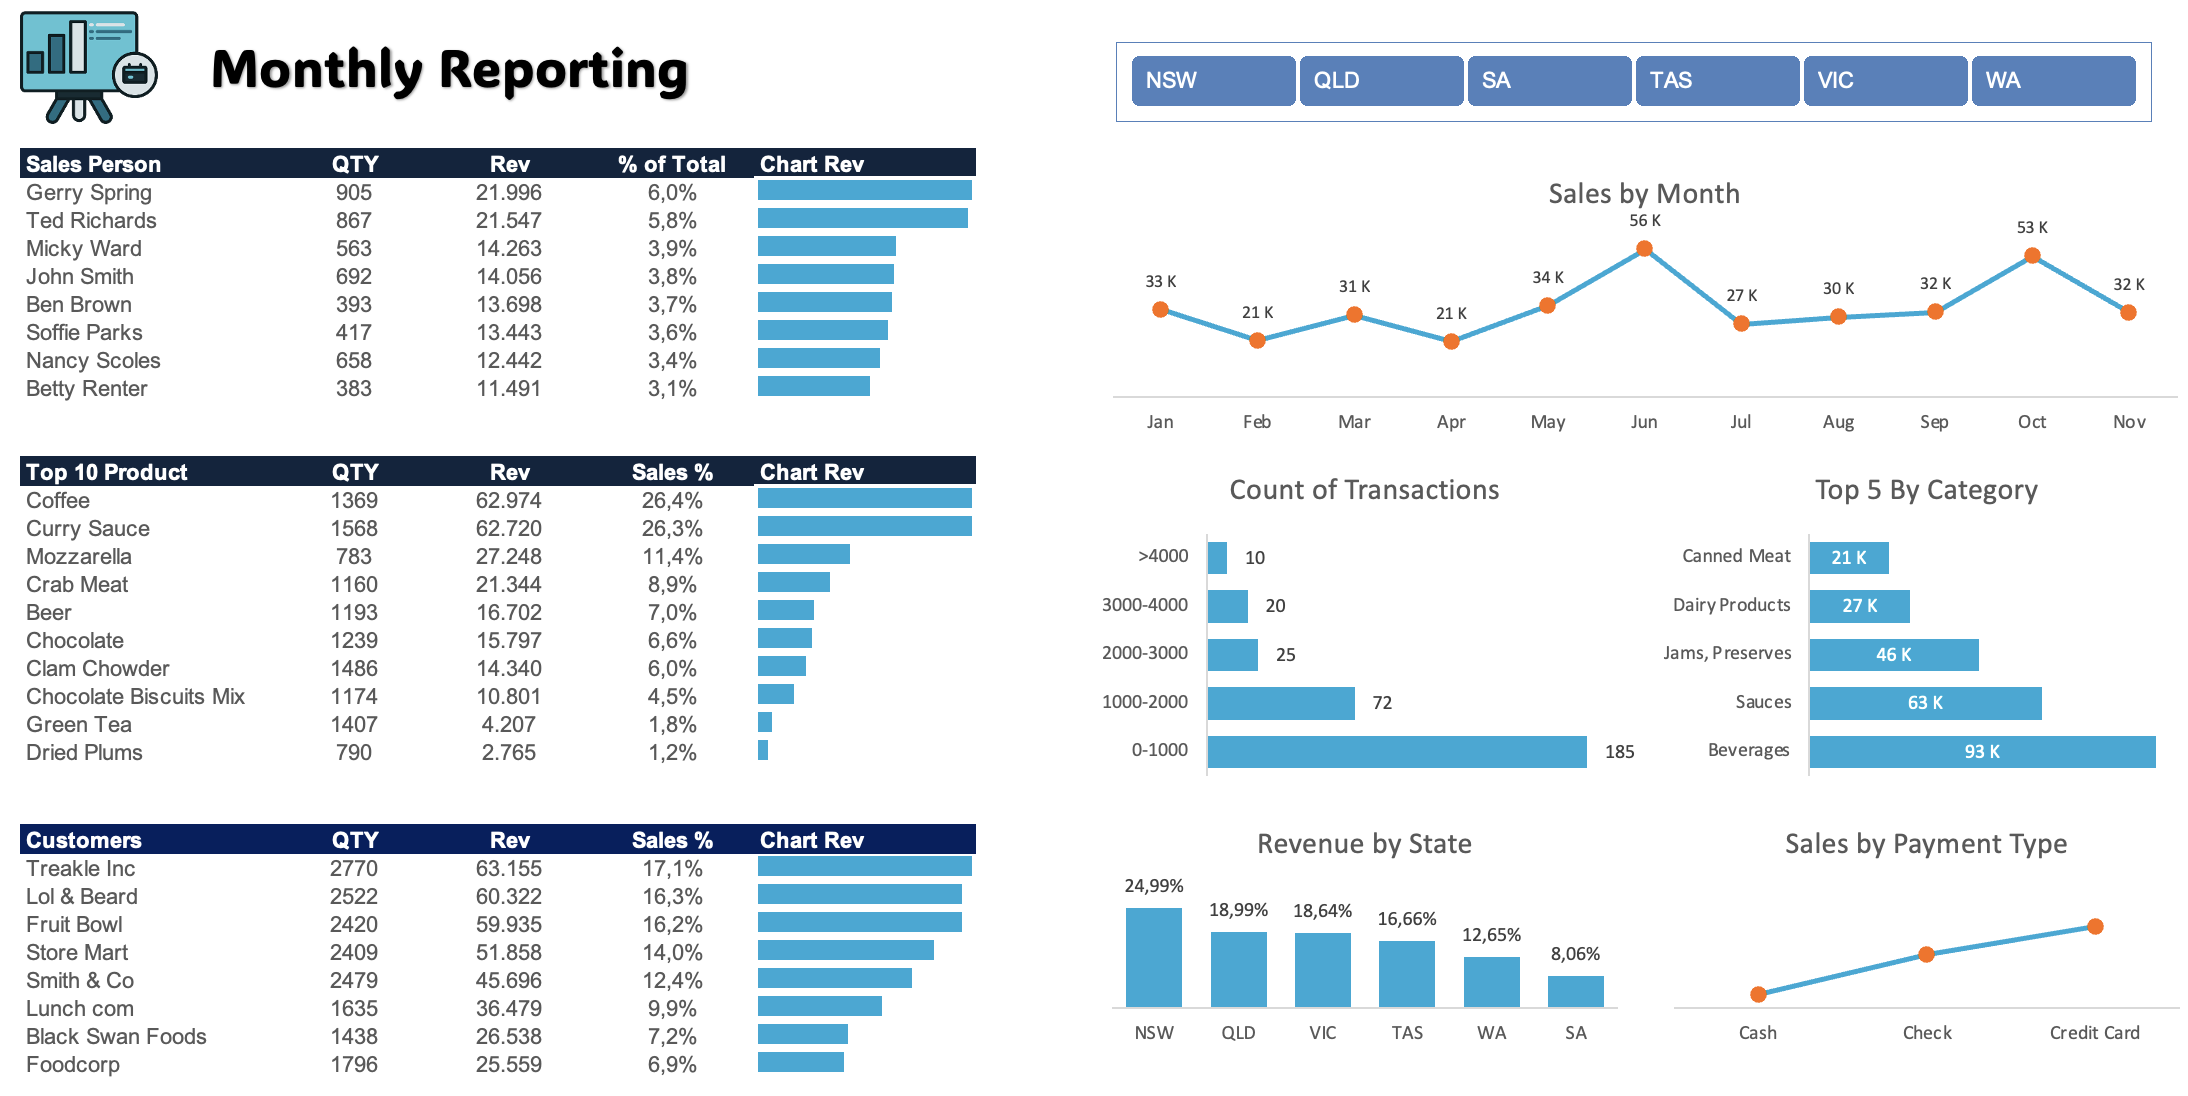 Monthly Reporting
NSW QLD SA TAS VIC WA
Sales Person QTY Rev % of Total Chart Rev
Gerry Spring 905 21.996 6,0%
Ted Richards 867 21.547 5,8%
Micky Ward 563 14.263 3,9%
John Smith 692 14.056 3,8%
Ben Brown 393 13.698 3,7%
Soffie Parks 417 13.443 3,6%
Nancy Scoles 658 12.442 3,4%
Betty Renter 383 11.491 3,1%
Top 10 Product QTY Rev Sales % Chart Rev
Coffee 1369 62.974 26,4%
Curry Sauce 1568 62.720 26,3%
Mozzarella 783 27.248 11,4%
Crab Meat 1160 21.344 8,9%
Beer 1193 16.702 7,0%
Chocolate 1239 15.797 6,6%
Clam Chowder 1486 14.340 6,0%
Chocolate Biscuits Mix 1174 10.801 4,5%
Green Tea 1407 4.207 1,8%
Dried Plums 790 2.765 1,2%
Customers QTY Rev Sales % Chart Rev
Treakle Inc 2770 63.155 17,1%
Lol & Beard 2522 60.322 16,3%
Fruit Bowl 2420 59.935 16,2%
Store Mart 2409 51.858 14,0%
Smith & Co 2479 45.696 12,4%
Lunch com 1635 36.479 9,9%
Black Swan Foods 1438 26.538 7,2%
Foodcorp 1796 25.559 6,9%
Sales by Month
33 K 21 K 31 K 21 K 34 K 56 K 27 K 30 K 32 K 53 K 32 K
Jan Feb Mar Apr May Jun Jul Aug Sep Oct Nov
Count of Transactions
>4000 10
3000-4000 20
2000-3000 25
1000-2000 72
0-1000 185
Top 5 By Category
Canned Meat 21 K
Dairy Products 27 K
Jams, Preserves 46 K
Sauces 63 K
Beverages 93 K
Revenue by State
24,99% 18,99% 18,64% 16,66% 12,65% 8,06%
NSW QLD VIC TAS WA SA
Sales by Payment Type
Cash Check Credit Card